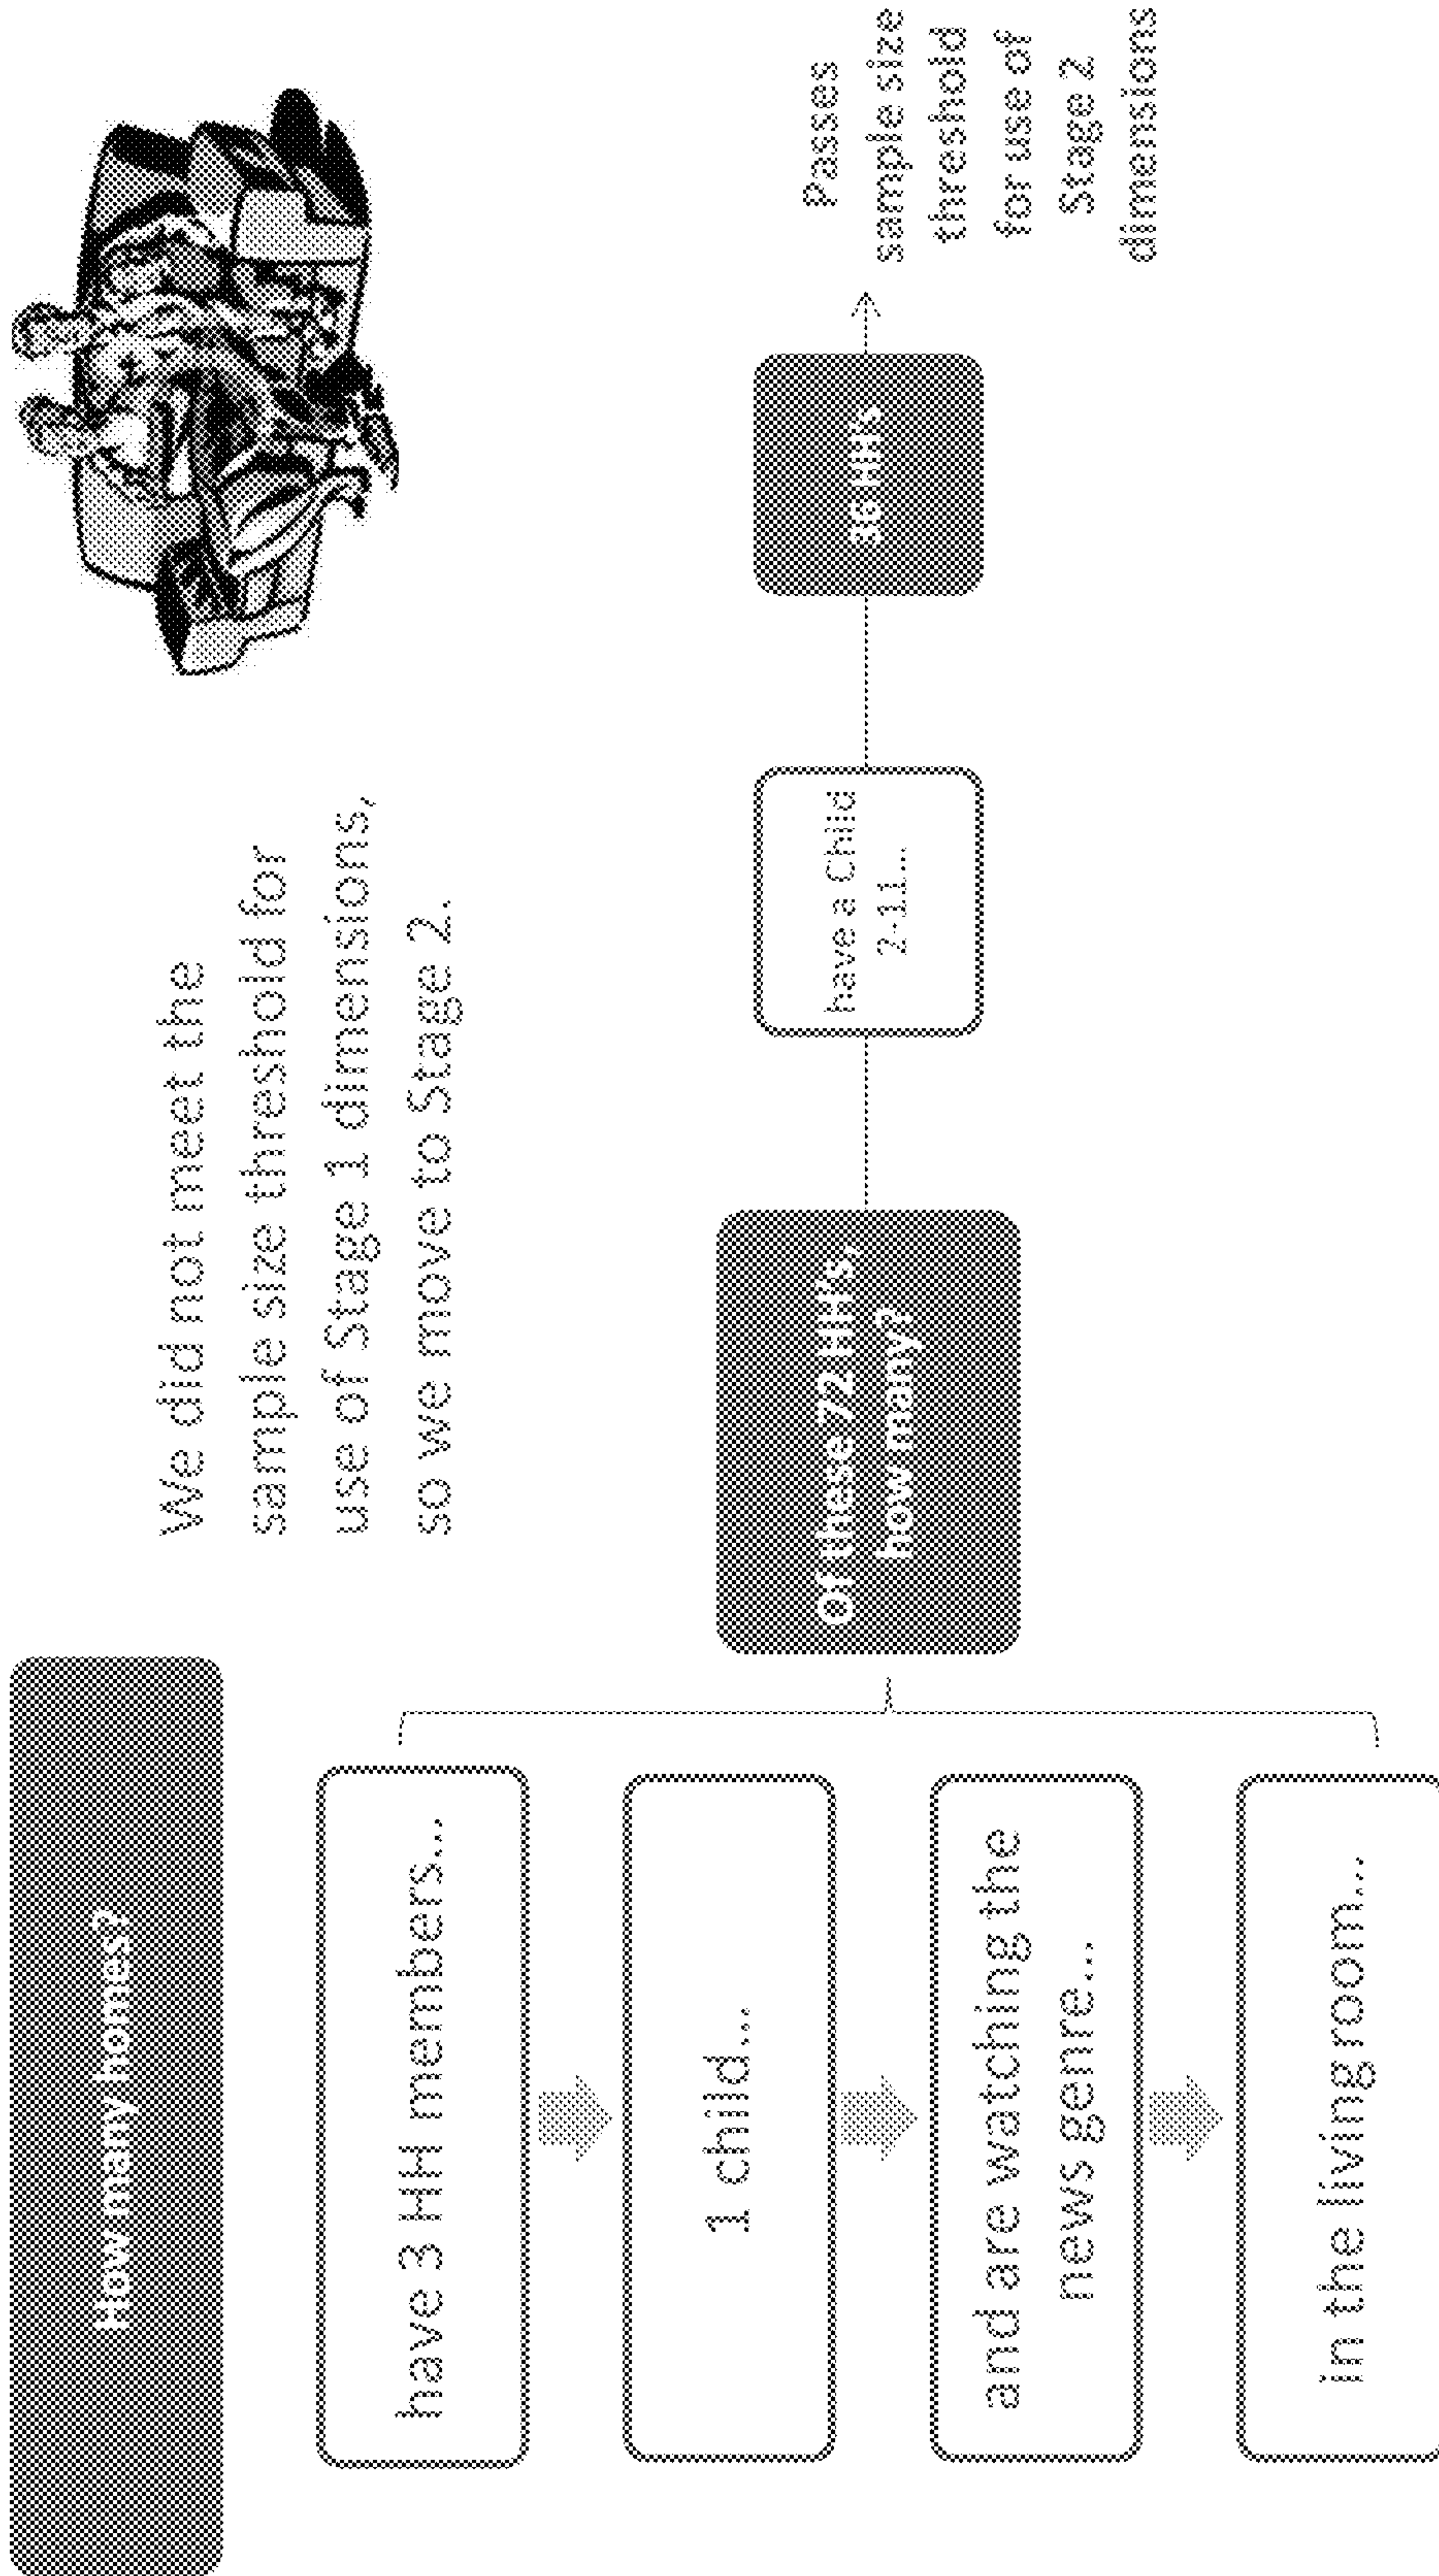 How many homes?
We did not meet the
sample size threshold for
use of Stage 1 dimensions,
so we move to Stage 2.
have 3 HH members...
1 child...
and are watching the
news genre...
in the living room...
Of these 72 HH's,
how many?
have a Child
2-11...
36 HH's
Passes
sample size
threshold
for use of
Stage 2
dimensions